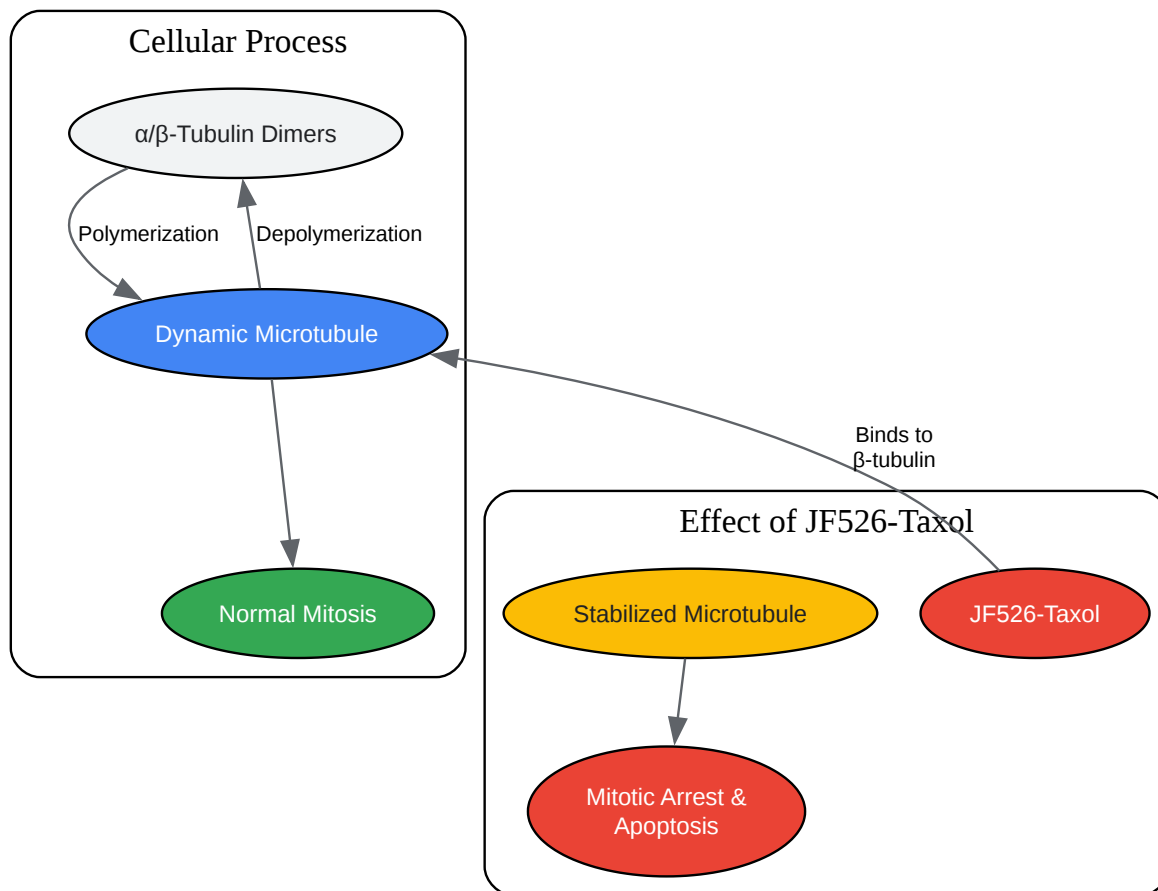 Cellular Process
α/β-Tubulin Dimers
Polymerization
Depolymerization
Dynamic Microtubule
Binds to
β-tubulin
Effect of JF526-Taxol
Normal Mitosis
Stabilized Microtubule
JF526-Taxol
Mitotic Arrest &
Apoptosis